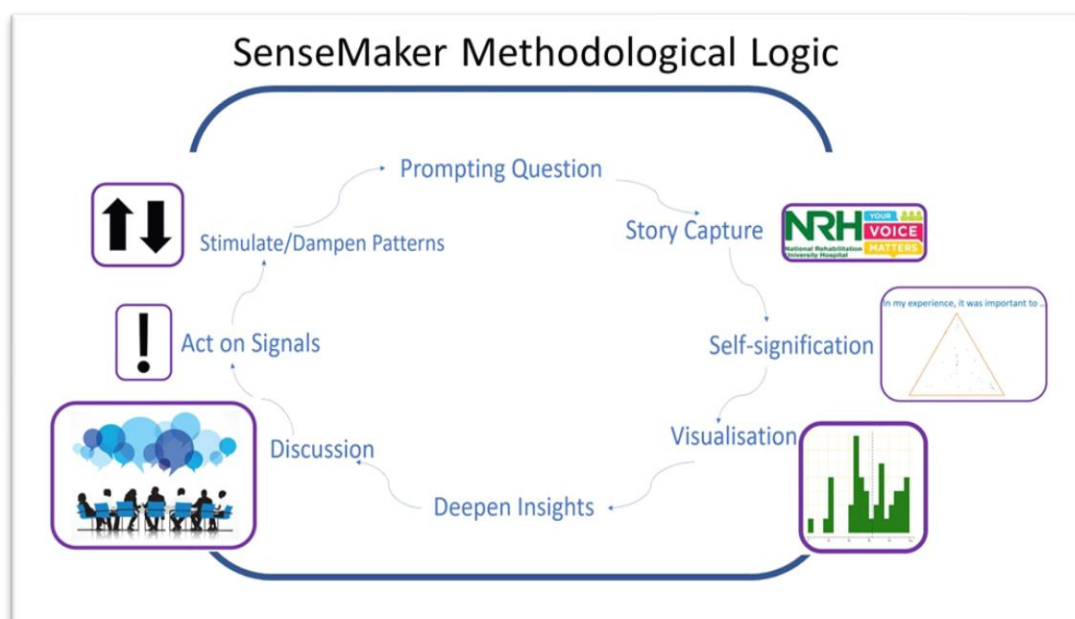 SenseMaker Methodological Logic
Prompting Question
Story Capture
NRH
National Rehabilitation
University Hospital
YOUR
VOICE
MATTERS
Self-signification
In my experience, it was important to ..
Visualisation
Deepen Insights
Discussion
Act on Signals
!
Stimulate/Dampen Patterns